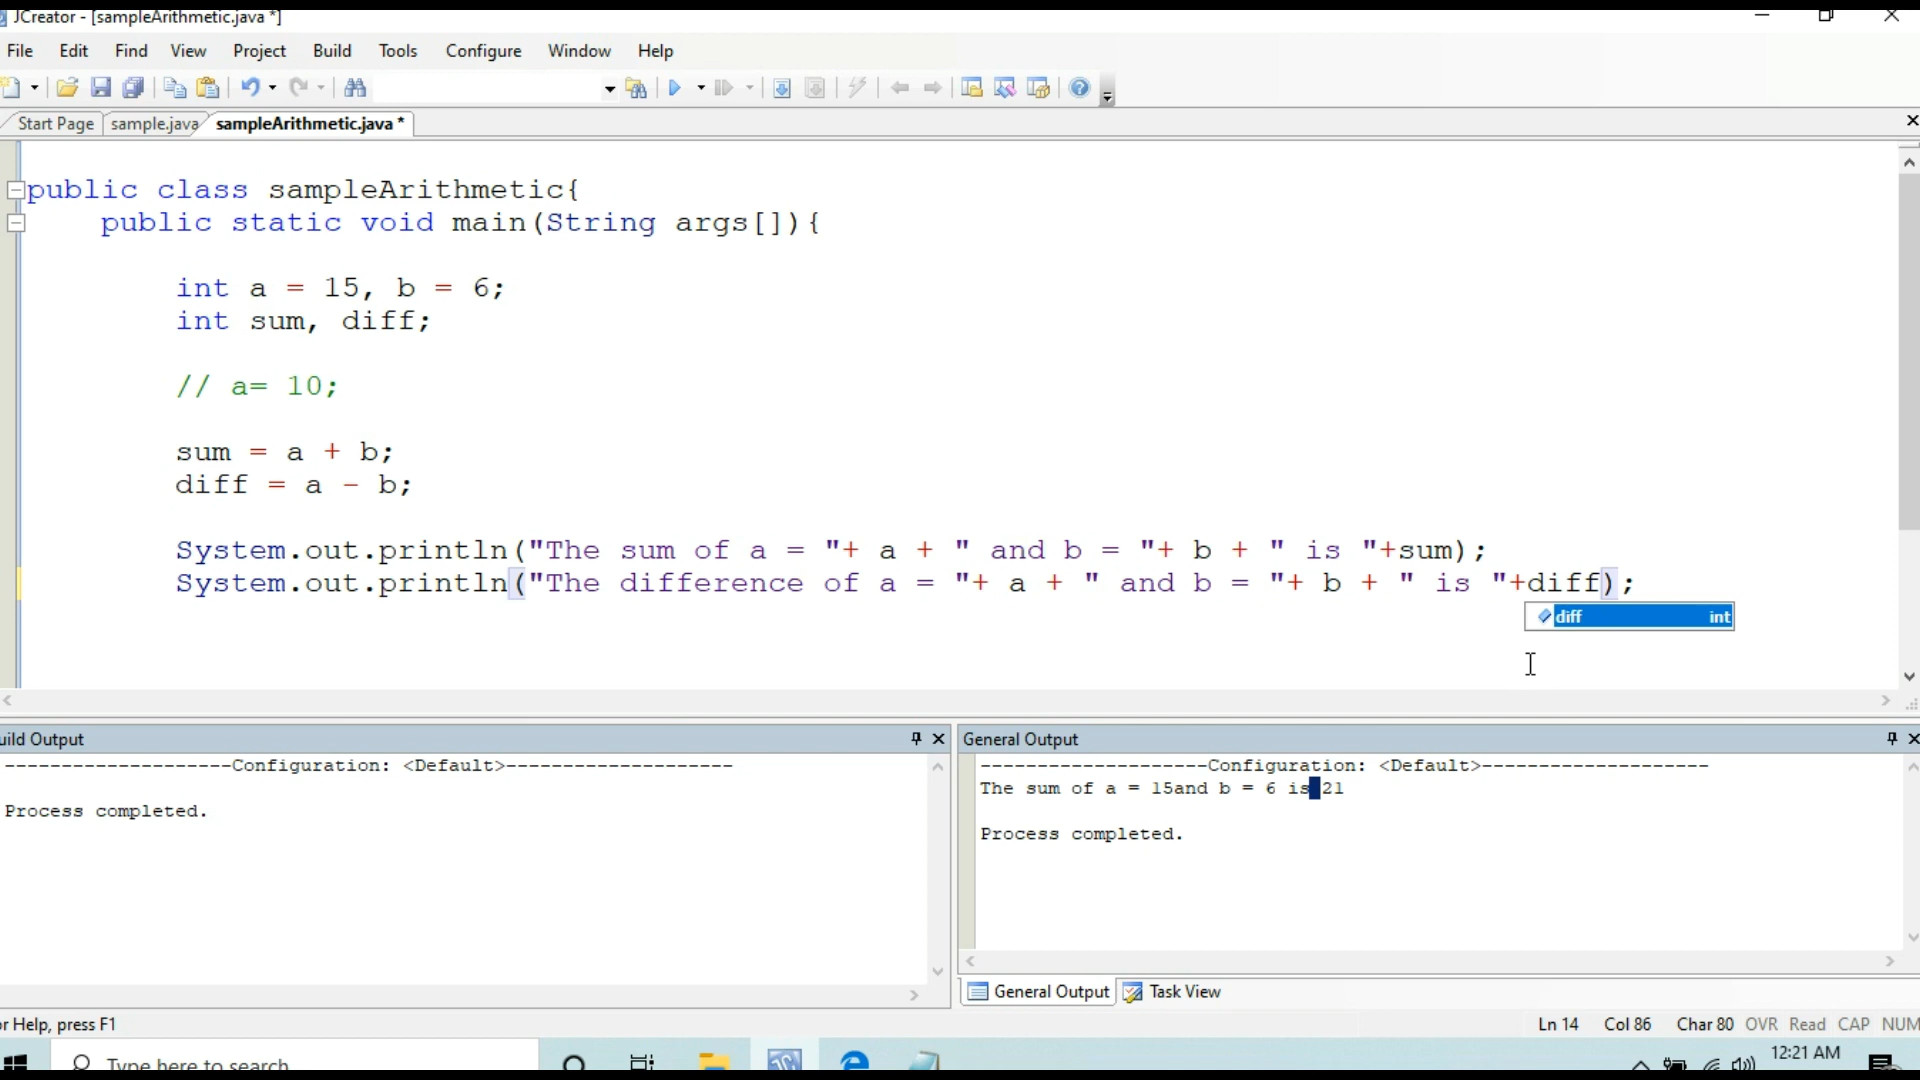 JCreator - [sampleArithmetic.java *]
File Edit Find View Project Build Tools Configure Window Help
Start Page sample.java sampleArithmetic.java *
public class sampleArithmetic{
public static void main(String args[]){
int a = 15, b = 6;
int sum, diff;
// a= 10;
sum = a + b;
diff = a - b;
System.out.println("The sum of a = "+ a + " and b = "+ b + " is "+sum);
System.out.println("The difference of a = "+ a + " and b = "+ b + " is "+diff);
diff int
uild Output
--------------------Configuration: <Default>--------------------
Process completed.
General Output
--------------------Configuration: <Default>--------------------
The sum of a = 15and b = 6 is 21
Process completed.
General Output Task View
or Help, press F1
Ln 14 Col 86 Char 80 OVR Read CAP NUM
Type here to search
12:21 AM